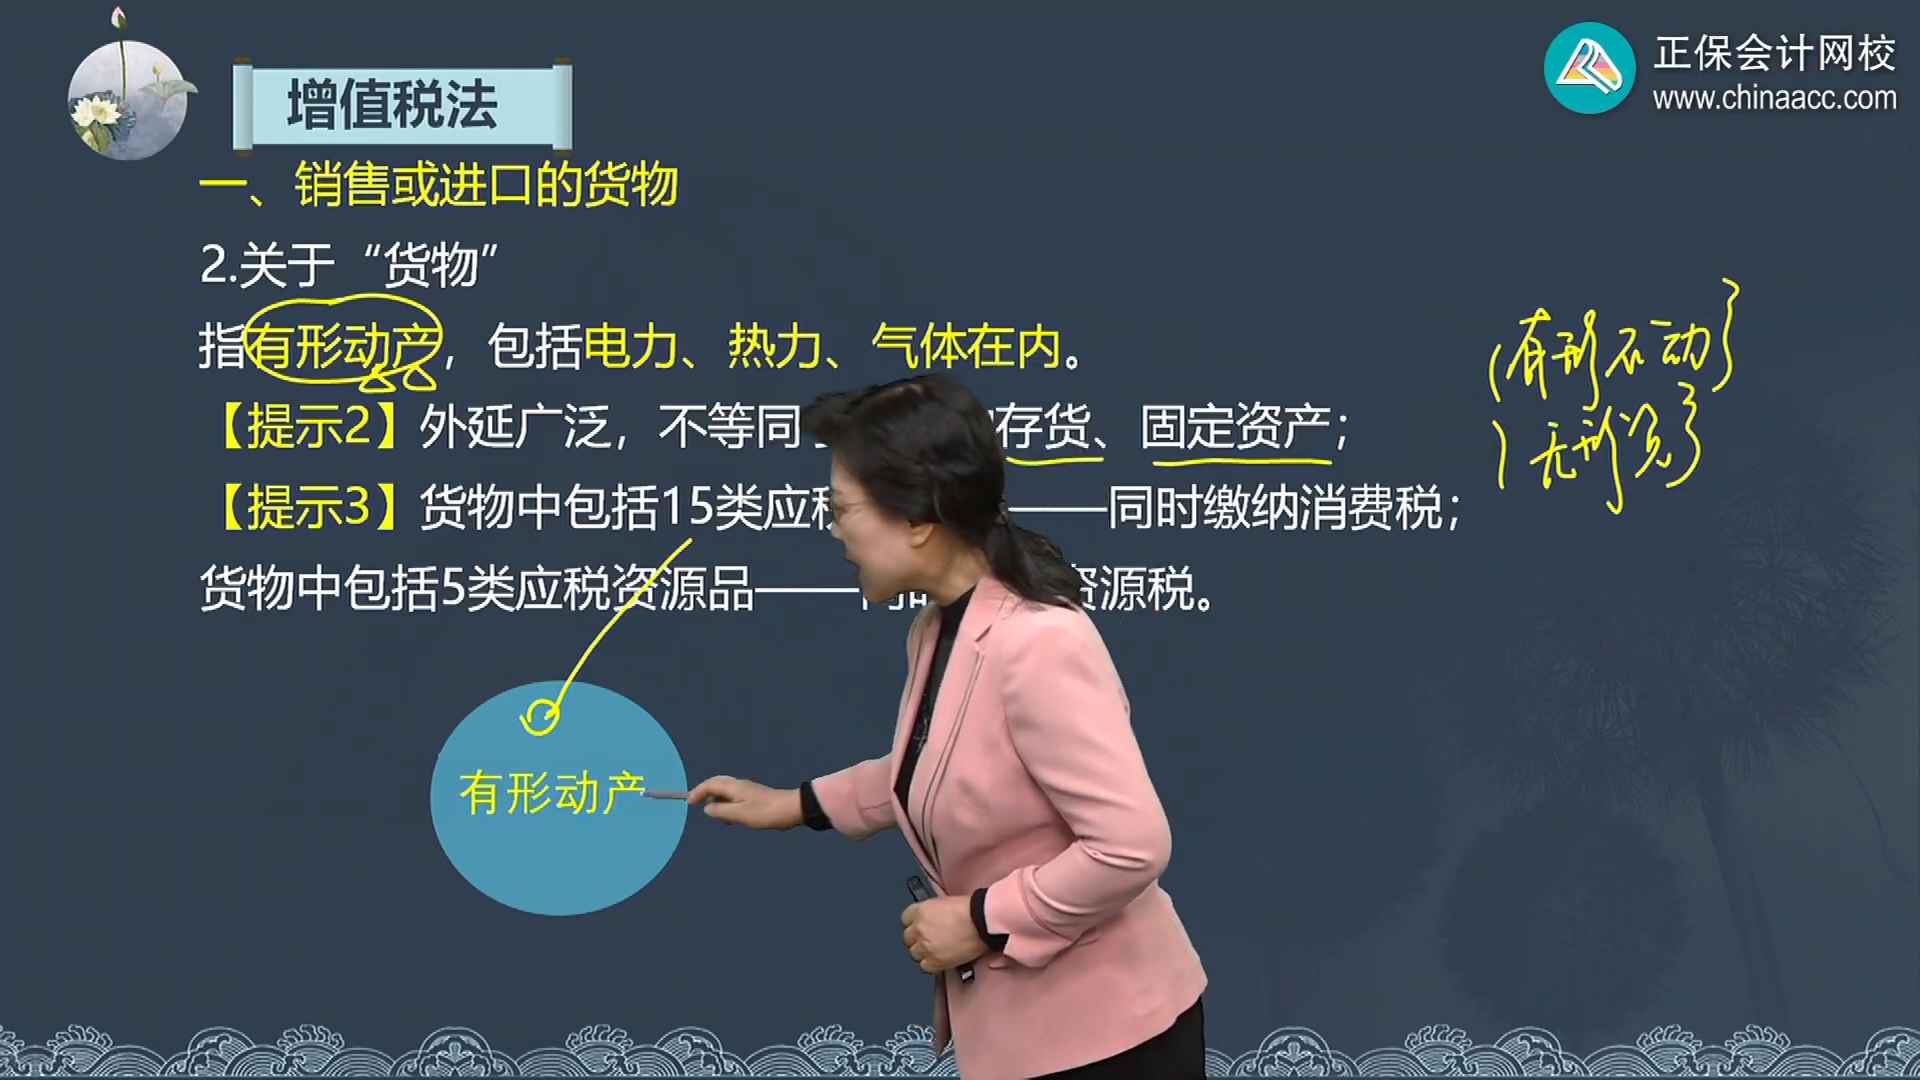 增值税法
正保会计网校
www.chinaacc.com
一、销售或进口的货物
2.关于“货物”
指有形动产，包括电力、热力、气体在内。
【提示2】外延广泛，不等同 存货、固定资产；
【提示3】货物中包括15类应税 ——同时缴纳消费税；
货物中包括5类应税资源品—— 资源税。
有形动产
有形不动
无形资